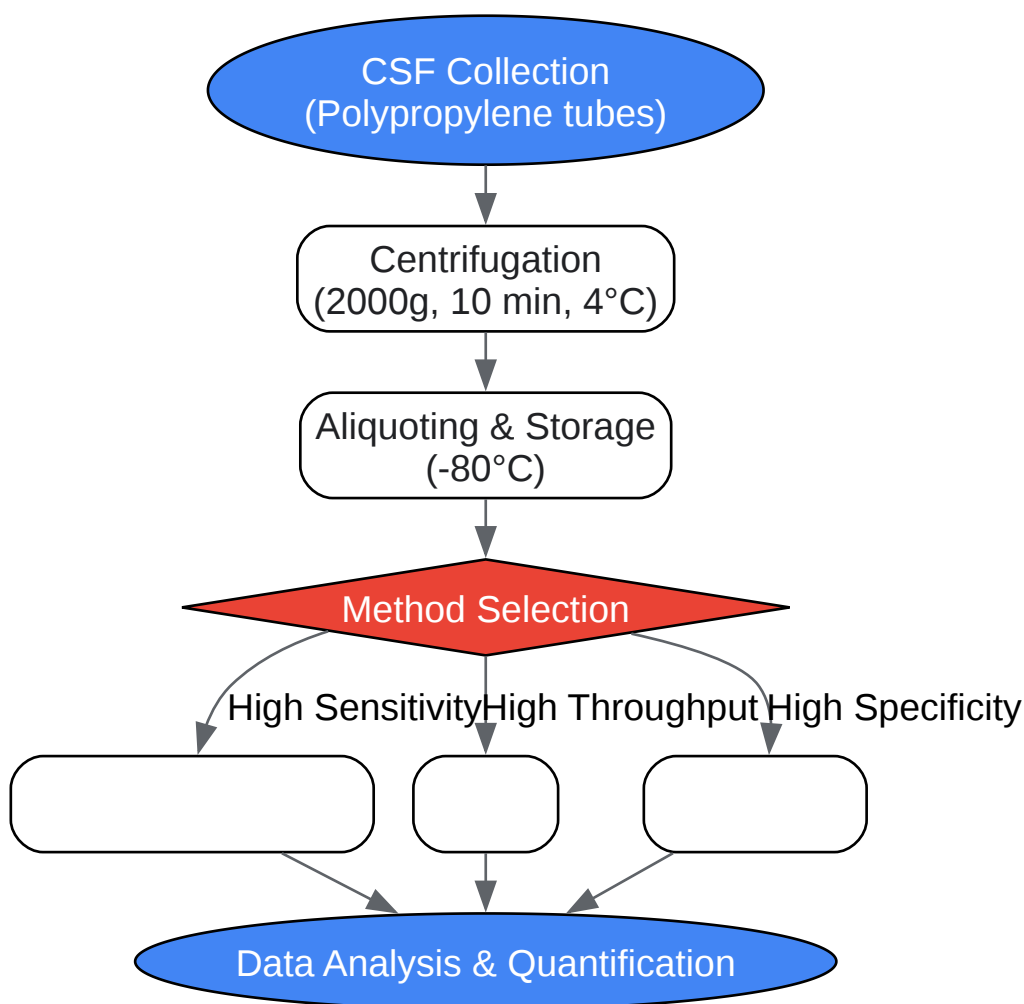 CSF Collection
(Polypropylene tubes)
Centrifugation
(2000g, 10 min, 4°C)
Aliquoting & Storage
(-80°C)
Method Selection
High Sensitivity
High Throughput
High Specificity
Data Analysis & Quantification